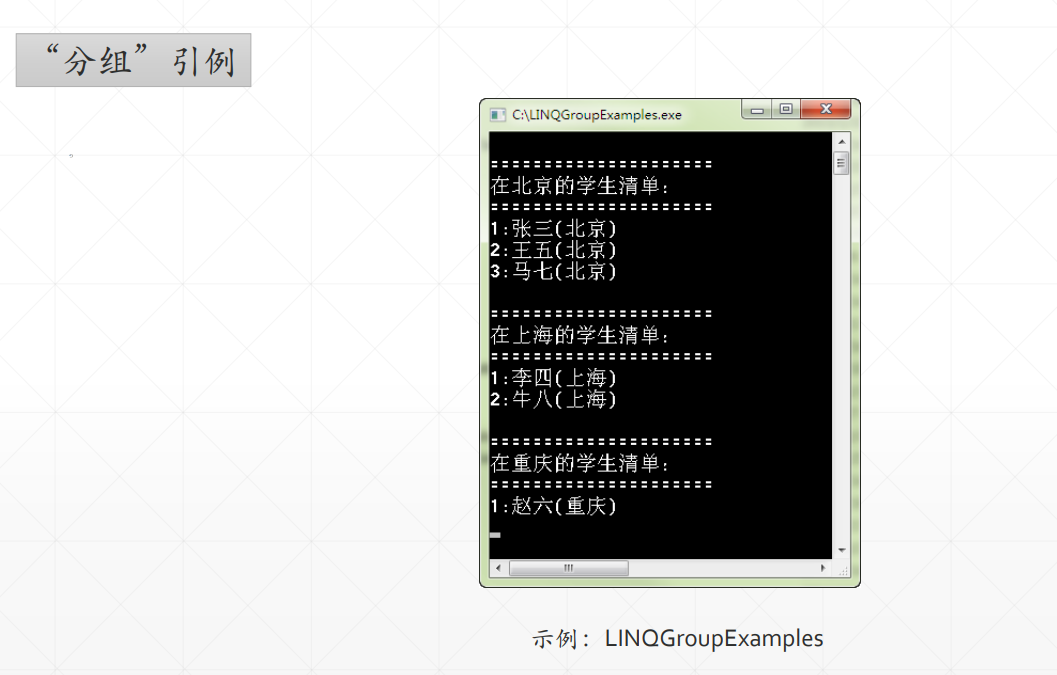 “分组”引例
。
C:\LINQGroupExamples.exe
=====================
在北京的学生清单：
=====================
1:张三(北京)
2:王五(北京)
3:马七(北京)
=====================
在上海的学生清单：
=====================
1:李四(上海)
2:牛八(上海)
=====================
在重庆的学生清单：
=====================
1:赵六(重庆)
示例：LINQGroupExamples